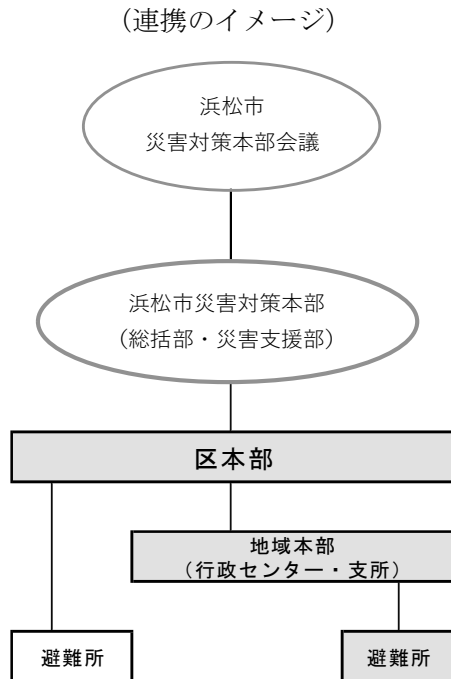 （連携のイメージ）
浜松市
災害対策本部会議
浜松市災害対策本部
（総括部・災害支援部）
区本部
地域本部
（行政センター・支所）
避難所
避難所